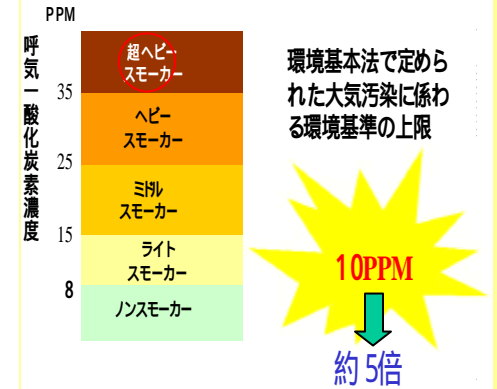 PPM
呼気一酸化炭素濃度
超ヘビー
スモーカー
35
ヘビー
スモーカー
25
ミドル
スモーカー
15
ライト
スモーカー
8
ノンスモーカー
環境基本法で定めら
れた大気汚染に係わ
る環境基準の上限
10PPM
約5倍